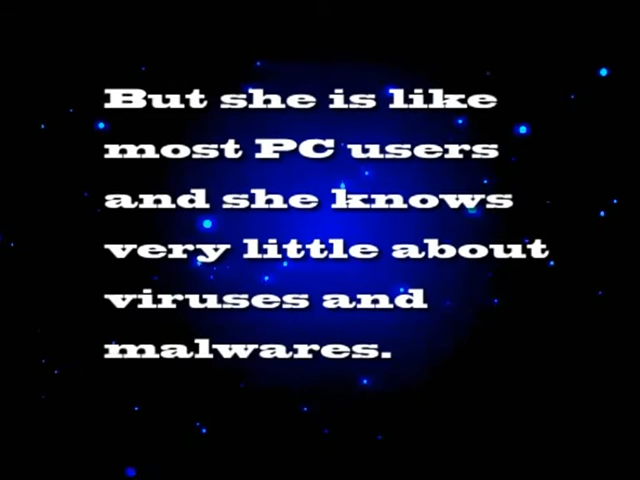 But she is like
most PC users
and she knows
very little about
viruses and
malwares.